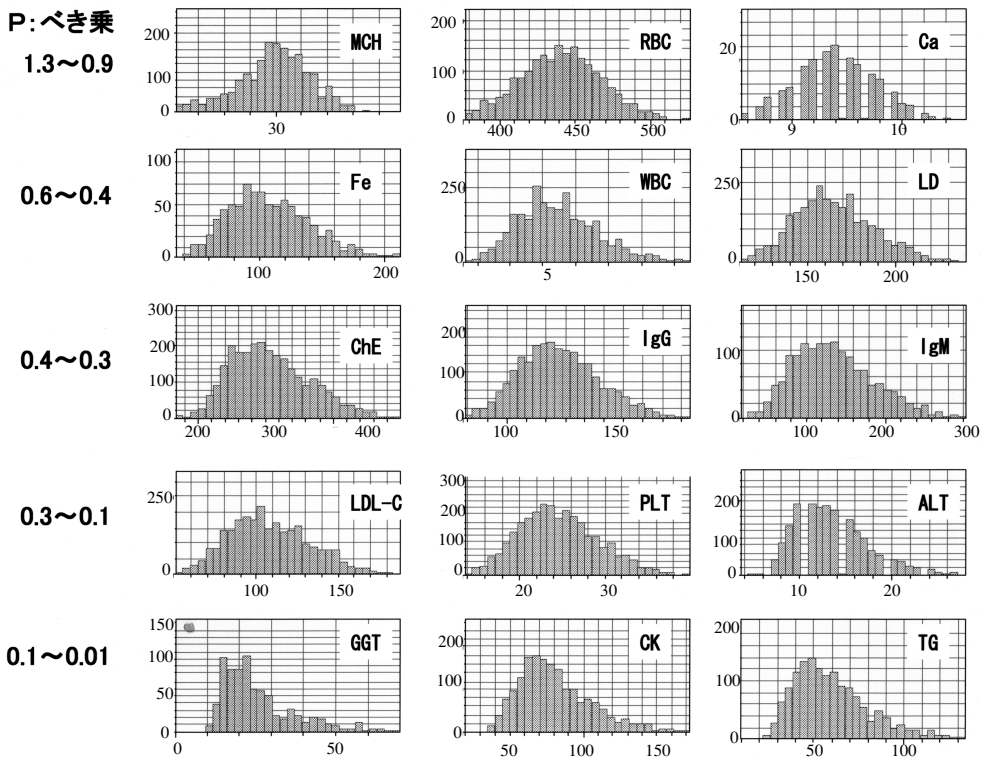 P:べき乗
1.3～0.9
200
100
0
MCH
30
200
100
0
RBC
400 450 500
20
0
Ca
9 10
0.6～0.4
100
50
0
Fe
100 200
250
0
WBC
5
250
0
LD
150 200
0.4～0.3
300
200
100
0
ChE
200 300 400
200
100
0
IgG
100 150
100
0
IgM
100 200 300
0.3～0.1
250
0
LDL-C
100 150
300
200
100
0
PLT
20 30
200
100
0
ALT
10 20
0.1～0.01
150
100
50
0
GGT
0 50
200
100
0
CK
50 100 150
200
100
0
TG
50 100